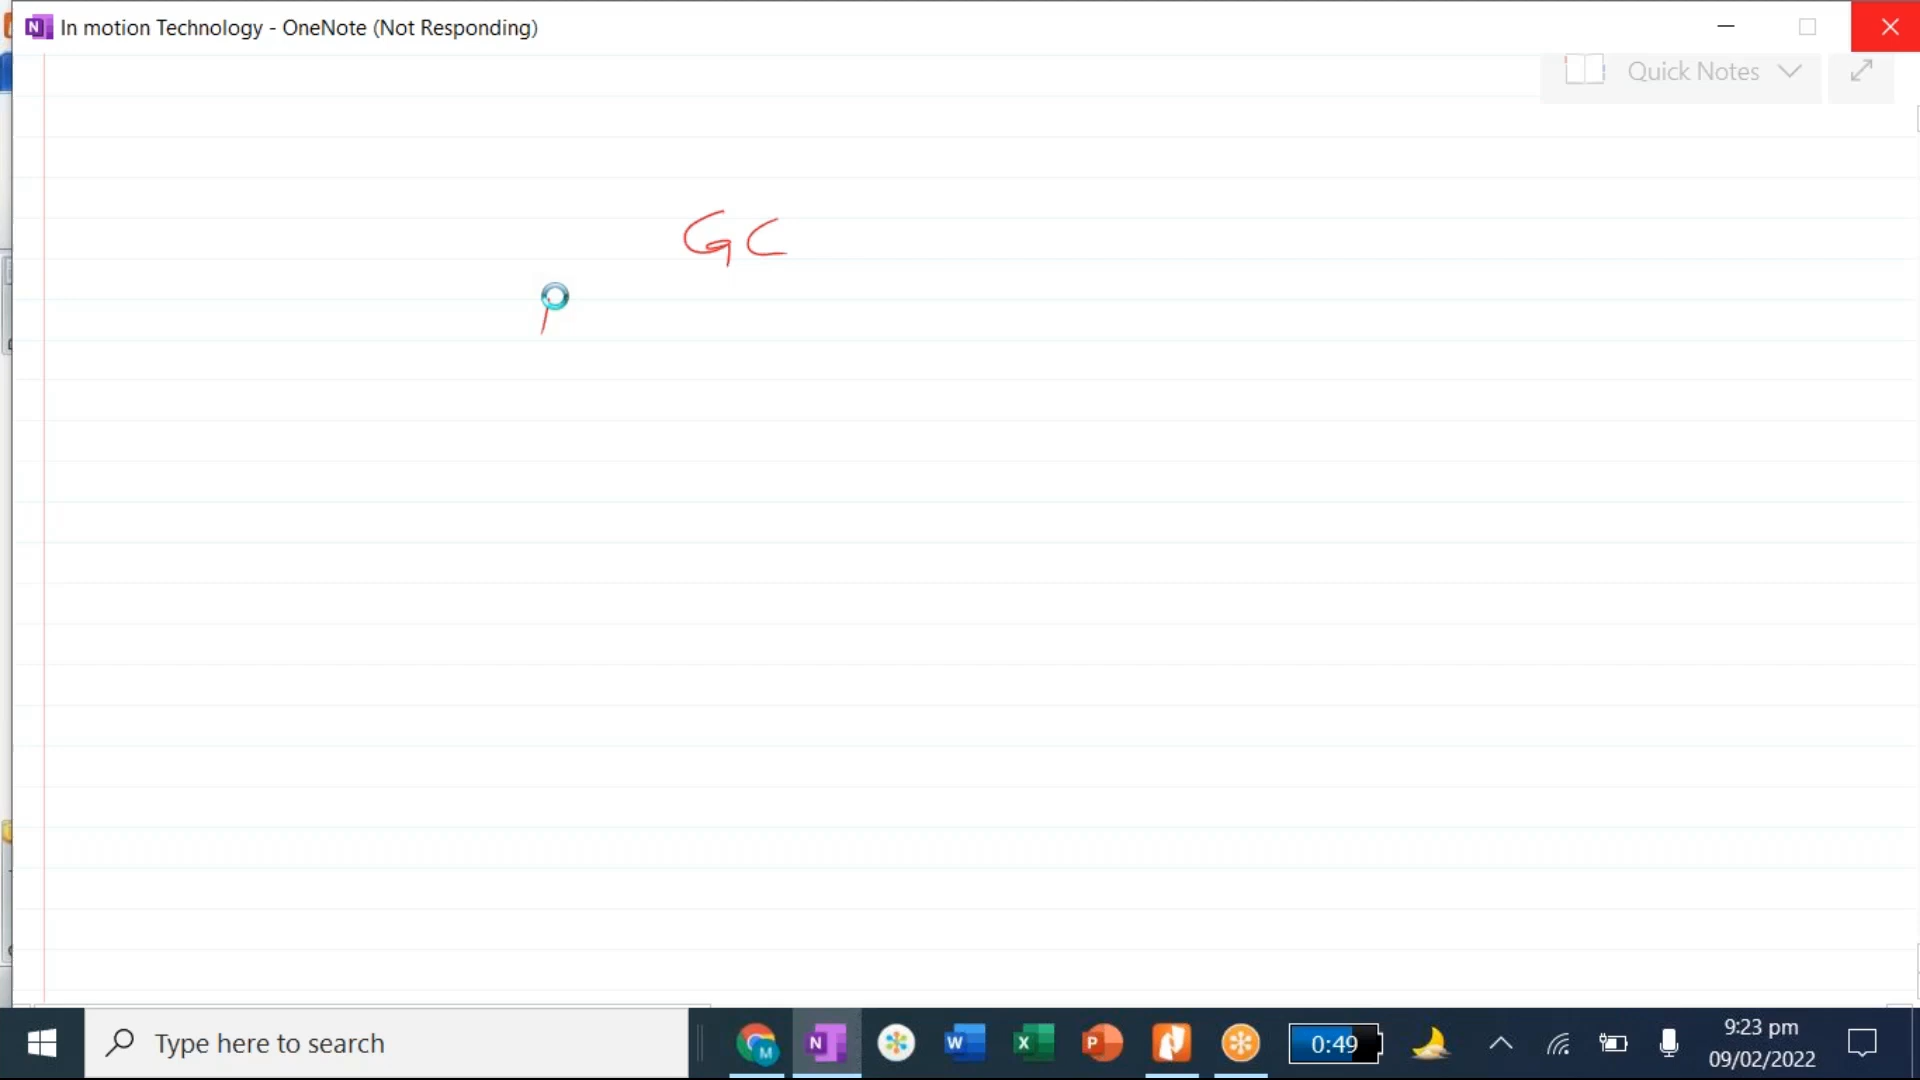 In motion Technology - OneNote (Not Responding)
Quick Notes
GC
Type here to search
0:49
9:23 pm
09/02/2022